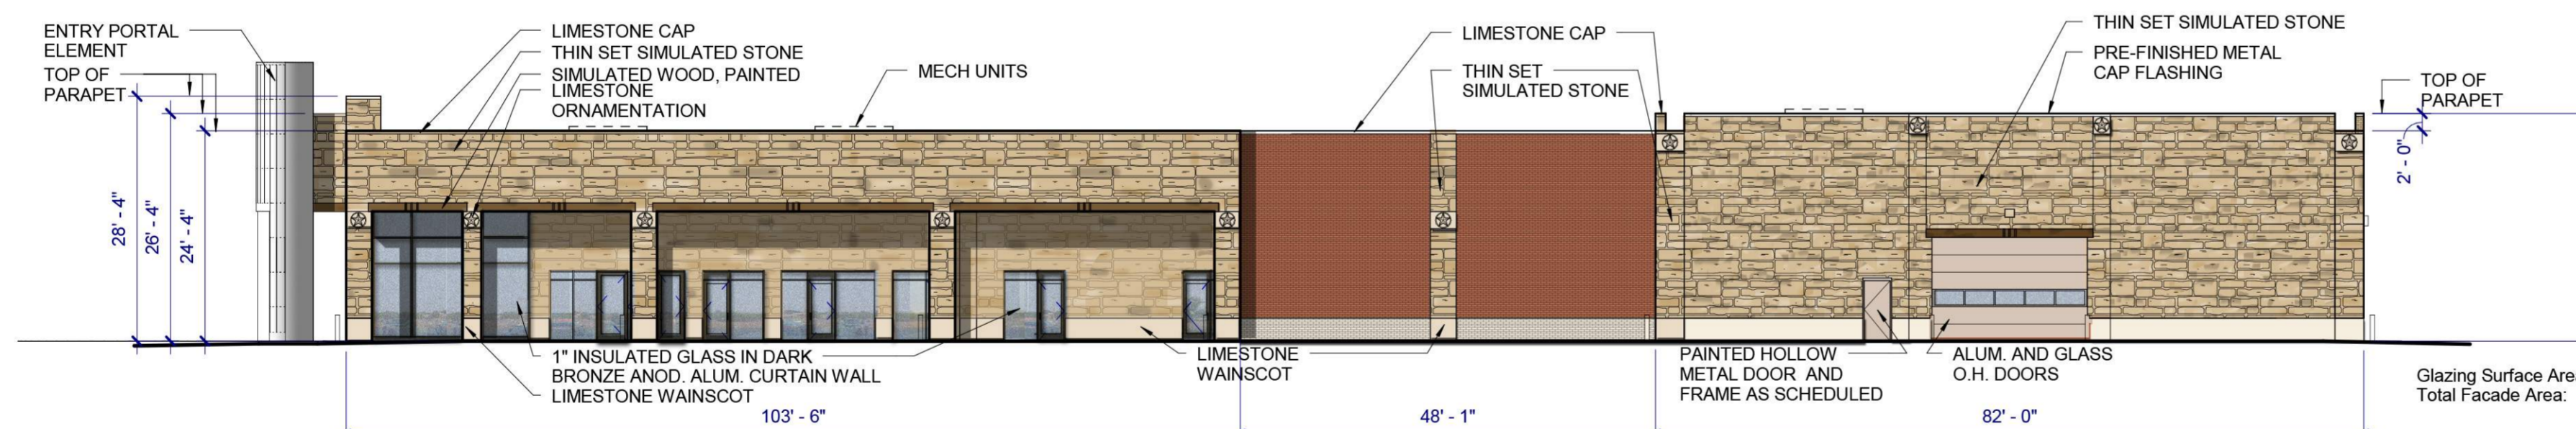 ENTRY PORTAL
ELEMENT
TOP OF
PARAPET
LIMESTONE CAP
THIN SET SIMULATED STONE
SIMULATED WOOD, PAINTED
LIMESTONE
ORNAMENTATION
MECH UNITS
LIMESTONE CAP
THIN SET
SIMULATED STONE
THIN SET SIMULATED STONE
PRE-FINISHED METAL
CAP FLASHING
TOP OF
PARAPET
28' - 4"
26' - 4"
24' - 4"
2' - 0"
1" INSULATED GLASS IN DARK
BRONZE ANOD. ALUM. CURTAIN WALL
LIMESTONE WAINSCOT
LIMESTONE
WAINSCOT
PAINTED HOLLOW
METAL DOOR AND
FRAME AS SCHEDULED
ALUM. AND GLASS
O.H. DOORS
Glazing Surface Are
Total Facade Area:
103' - 6"
48' - 1"
82' - 0"